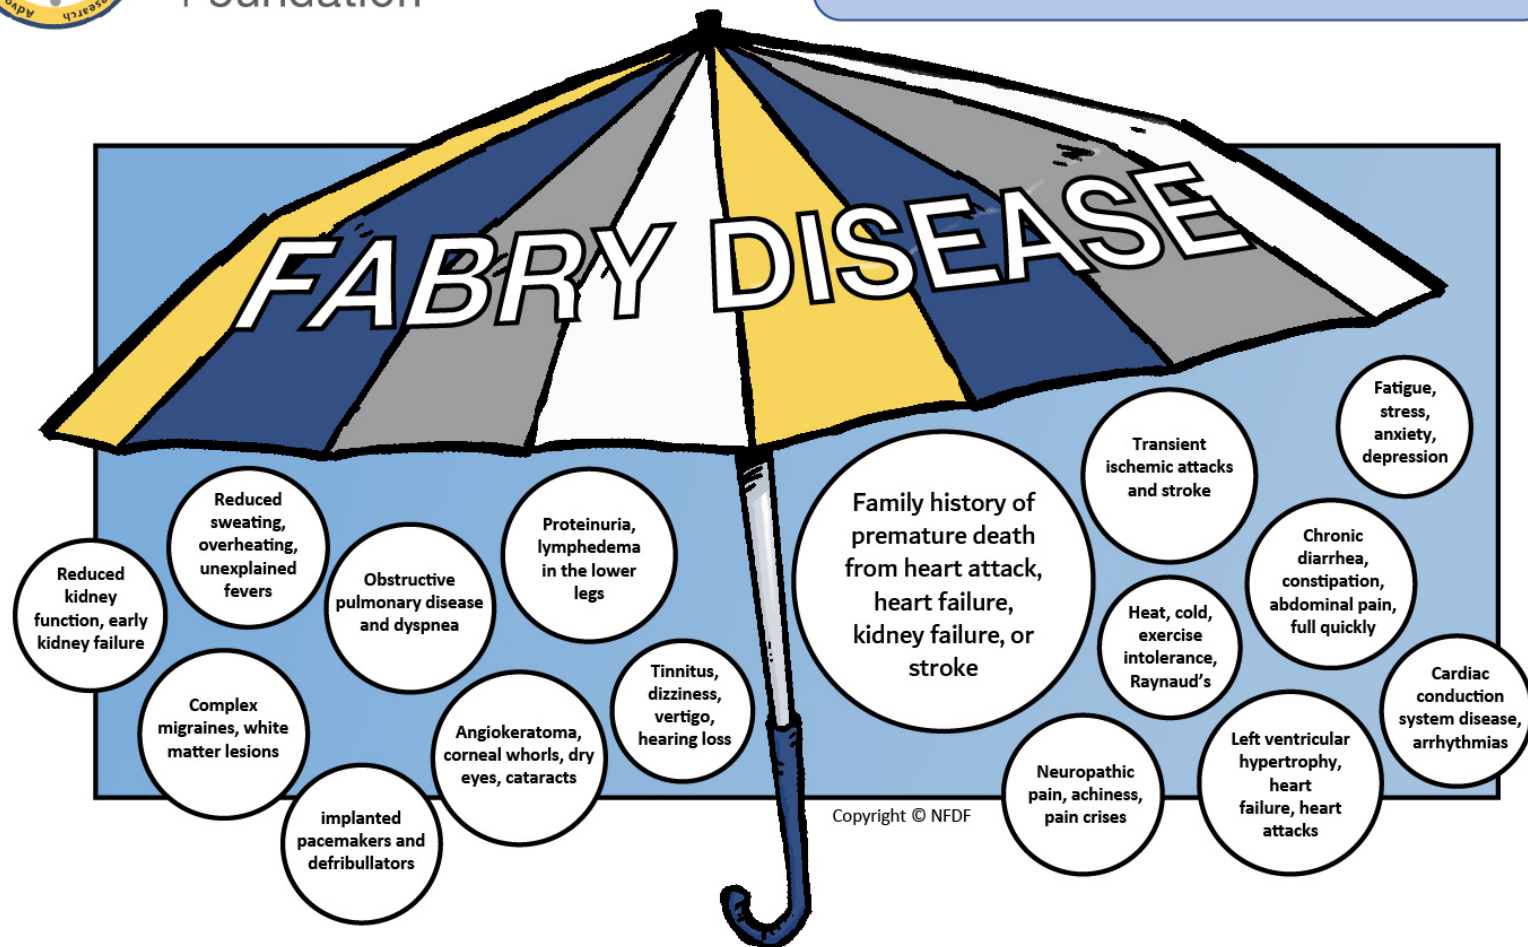 Foundation
Advo
Research
FABRY DISEASE
Reduced
sweating,
overheating,
unexplained
fevers
Proteinuria,
lymphedema
in the lower
legs
Reduced
kidney
function, early
kidney failure
Obstructive
pulmonary disease
and dyspnea
Complex
migraines, white
matter lesions
Angiokeratoma,
corneal whorls, dry
eyes, cataracts
Tinnitus,
dizziness,
vertigo,
hearing loss
implanted
pacemakers and
defribullators
Family history of
premature death
from heart attack,
heart failure,
kidney failure, or
stroke
Transient
ischemic attacks
and stroke
Fatigue,
stress,
anxiety,
depression
Chronic
diarrhea,
constipation,
abdominal pain,
full quickly
Heat, cold,
exercise
intolerance,
Raynaud's
Cardiac
conduction
system disease,
arrhythmias
Neuropathic
pain, achiness,
pain crises
Left ventricular
hypertrophy,
heart
failure, heart
attacks
Copyright © NFDF